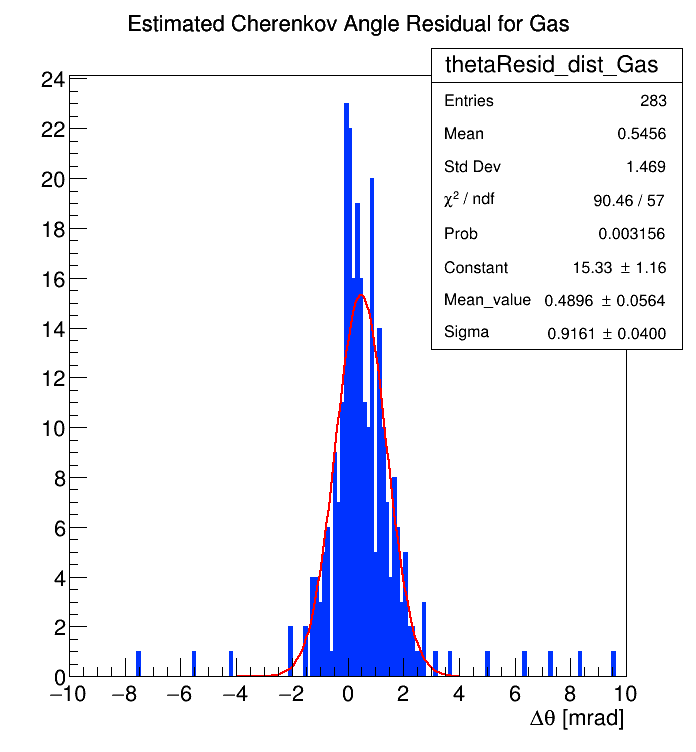 Estimated Cherenkov Angle Residual for Gas
thetaResid_dist_Gas
Entries 283
Mean 0.5456
Std Dev 1.469
χ² / ndf 90.46 / 57
Prob 0.003156
Constant 15.33 ± 1.16
Mean_value 0.4896 ± 0.0564
Sigma 0.9161 ± 0.0400
24
22
20
18
16
14
12
10
8
6
4
2
0
−10 −8 −6 −4 −2 0 2 4 6 8 10
Δθ [mrad]